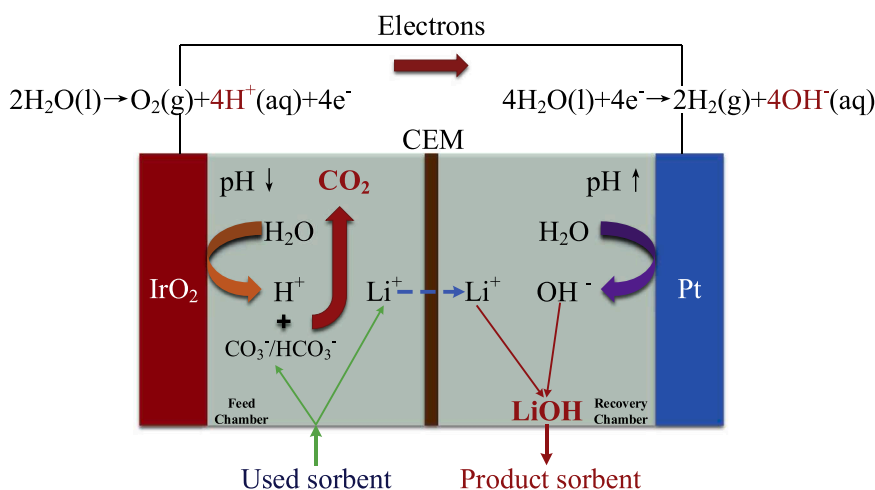 Electrons
2H₂O(l)→O₂(g)+4H⁺(aq)+4e⁻
4H₂O(l)+4e⁻→2H₂(g)+4OH⁻(aq)
CEM
pH ↓
CO₂
pH ↑
H₂O
H₂O
IrO₂
H⁺
Li⁺
Li⁺
OH⁻
Pt
+
CO₃⁻/HCO₃⁻
Feed
Chamber
LiOH
Recovery
Chamber
Used sorbent
Product sorbent